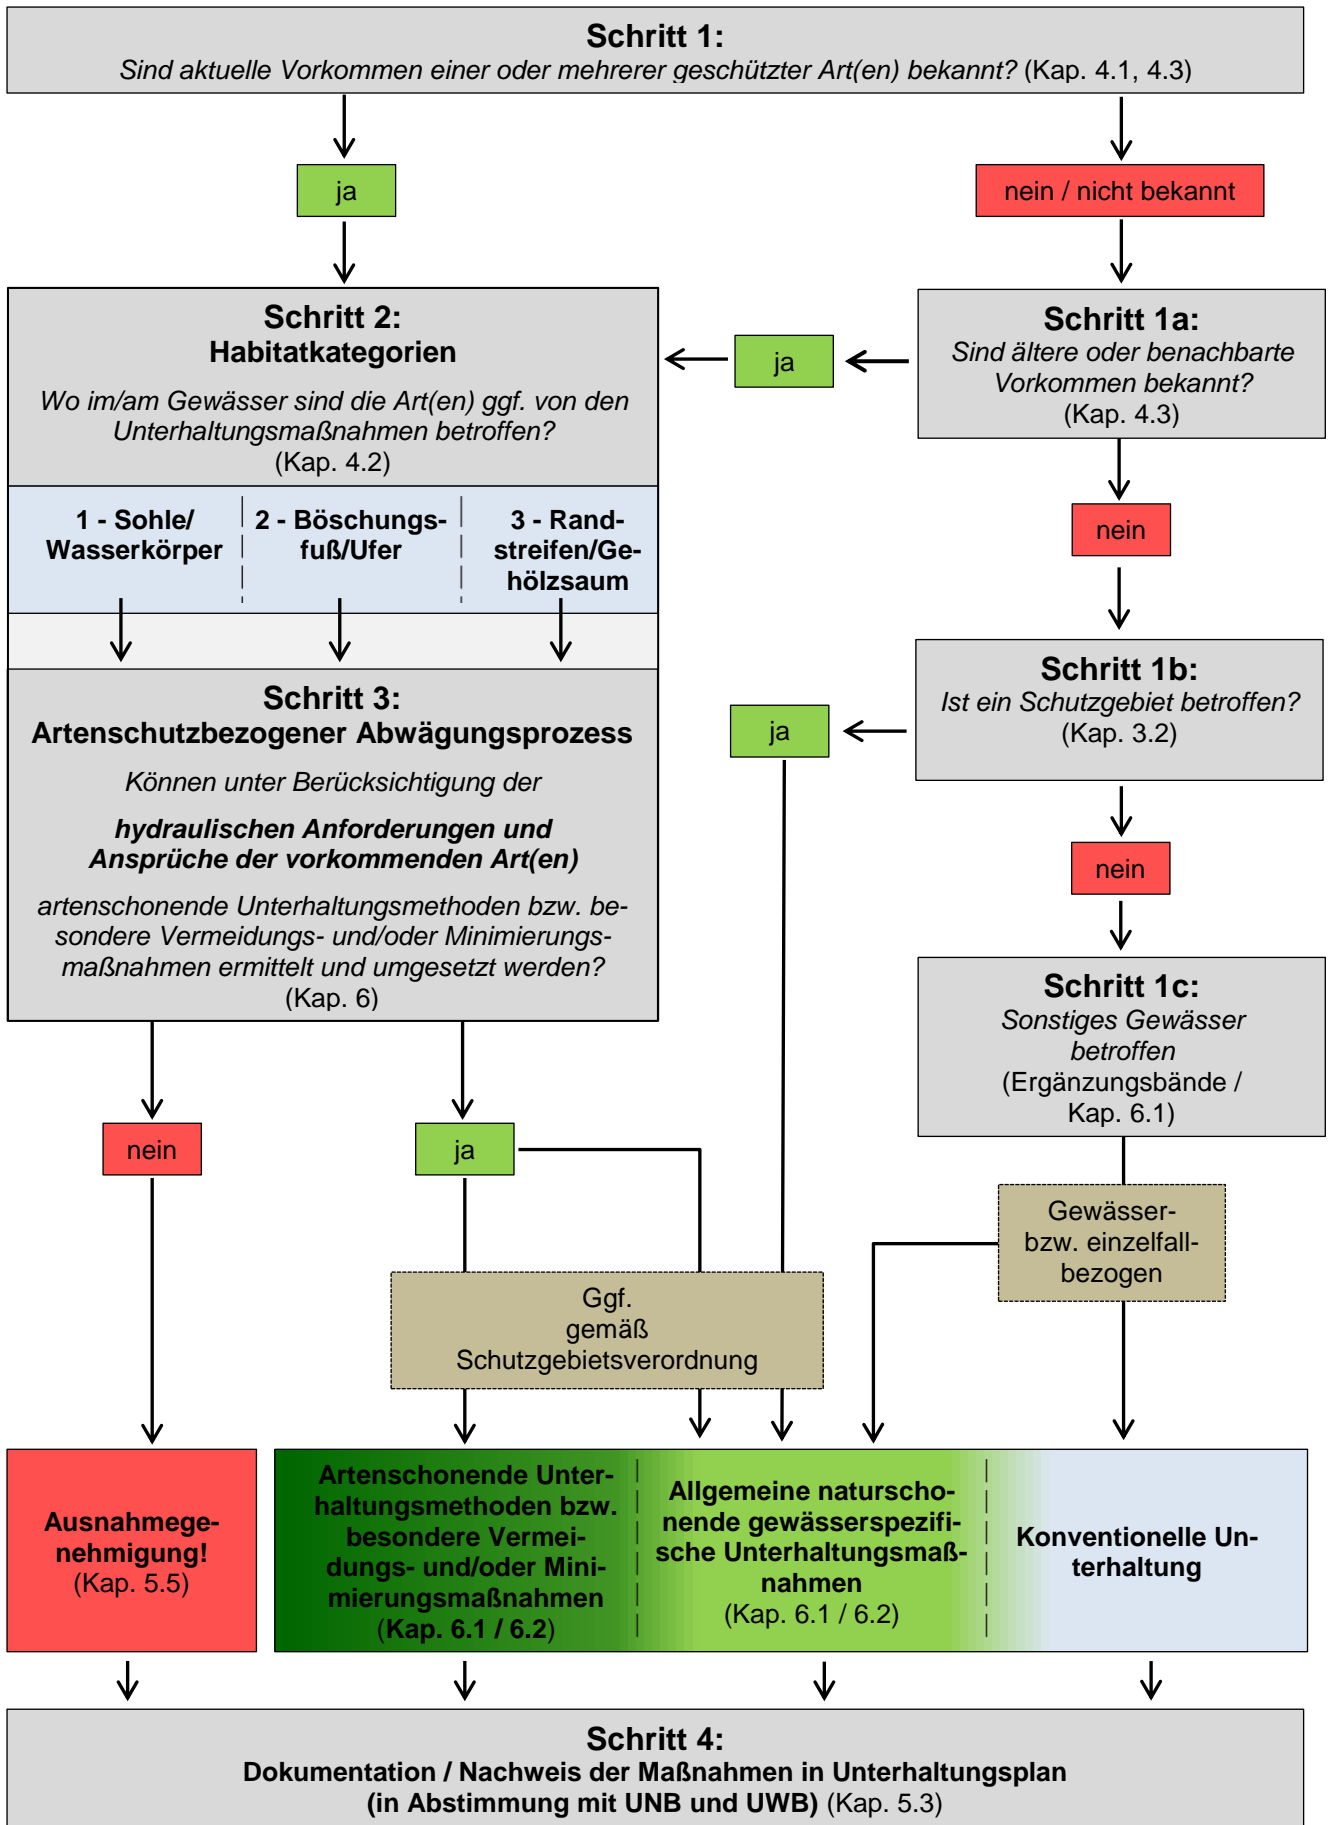 Schritt 1:
Sind aktuelle Vorkommen einer oder mehrerer geschützter Art(en) bekannt? (Kap. 4.1, 4.3)
ja
nein / nicht bekannt
Schritt 2:
Habitatkategorien
Wo im/am Gewässer sind die Art(en) ggf. von den
Unterhaltungsmaßnahmen betroffen?
(Kap. 4.2)
ja
Schritt 1a:
Sind ältere oder benachbarte
Vorkommen bekannt?
(Kap. 4.3)
1 - Sohle/
Wasserkörper
2 - Böschungs-
fuß/Ufer
3 - Rand-
streifen/Ge-
hölzsaum
nein
Schritt 3:
Artenschutzbezogener Abwägungsprozess
Können unter Berücksichtigung der
hydraulischen Anforderungen und
Ansprüche der vorkommenden Art(en)
artenschonende Unterhaltungsmethoden bzw. be-
sondere Vermeidungs- und/oder Minimierungs-
maßnahmen ermittelt und umgesetzt werden?
(Kap. 6)
ja
Schritt 1b:
Ist ein Schutzgebiet betroffen?
(Kap. 3.2)
nein
Schritt 1c:
Sonstiges Gewässer
betroffen
(Ergänzungsbände /
Kap. 6.1)
nein
ja
Gewässer-
bzw. einzelfall-
bezogen
Ggf.
gemäß
Schutzgebietsverordnung
Ausnahmege-
nehmigung!
(Kap. 5.5)
Artenschonende Unter-
haltungsmethoden bzw.
besondere Vermei-
dungs- und/oder Mini-
mierungsmaßnahmen
(Kap. 6.1 / 6.2)
Allgemeine naturscho-
nende gewässerspezifi-
sche Unterhaltungsmaß-
nahmen
(Kap. 6.1 / 6.2)
Konventionelle Un-
terhaltung
Schritt 4:
Dokumentation / Nachweis der Maßnahmen in Unterhaltungsplan
(in Abstimmung mit UNB und UWB) (Kap. 5.3)